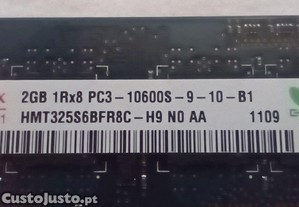 2GB 1Rx8 PC3-10600S-9-10-B1
HMT325S6BFR8C-H9 N0 AA 1109
CustoJusto.pt